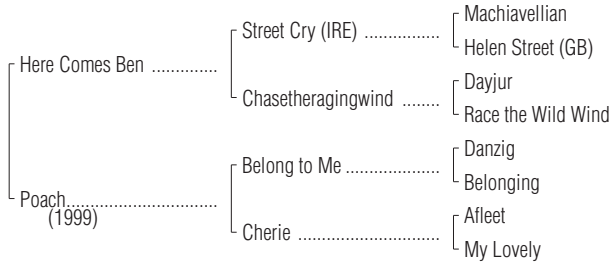 Machiavellian
Street Cry (IRE) ................
Helen Street (GB)
Here Comes Ben ..............
Dayjur
Chasetheragingwind ........
Race the Wild Wind
Danzig
Belong to Me ....................
Belonging
Poach................................
(1999)
Afleet
Cherie ..............................
My Lovely